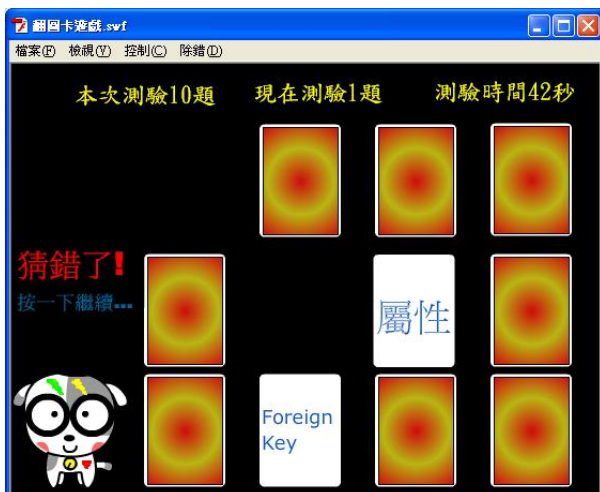 翻圖卡遊戲.swf
檔案(F) 檢視(V) 控制(C) 除錯(D)
本次測驗10題 現在測驗1題 測驗時間42秒
猜錯了!
按一下繼續...
屬性
Foreign
Key